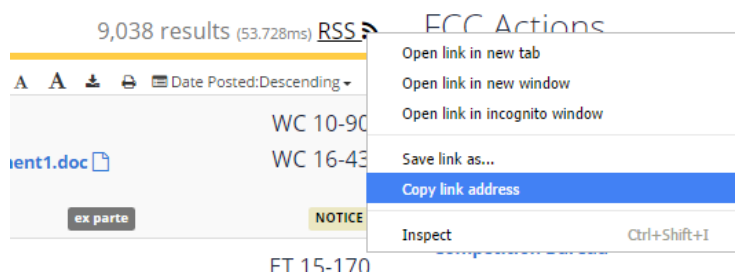 9,038 results (53.728ms) RSS
FCC Actions
A A Date Posted:Descending
WC 10-90
ment1.doc
WC 16-43
ex parte
NOTICE
ET 15-170
Open link in new tab
Open link in new window
Open link in incognito window
Save link as...
Copy link address
Inspect Ctrl+Shift+I